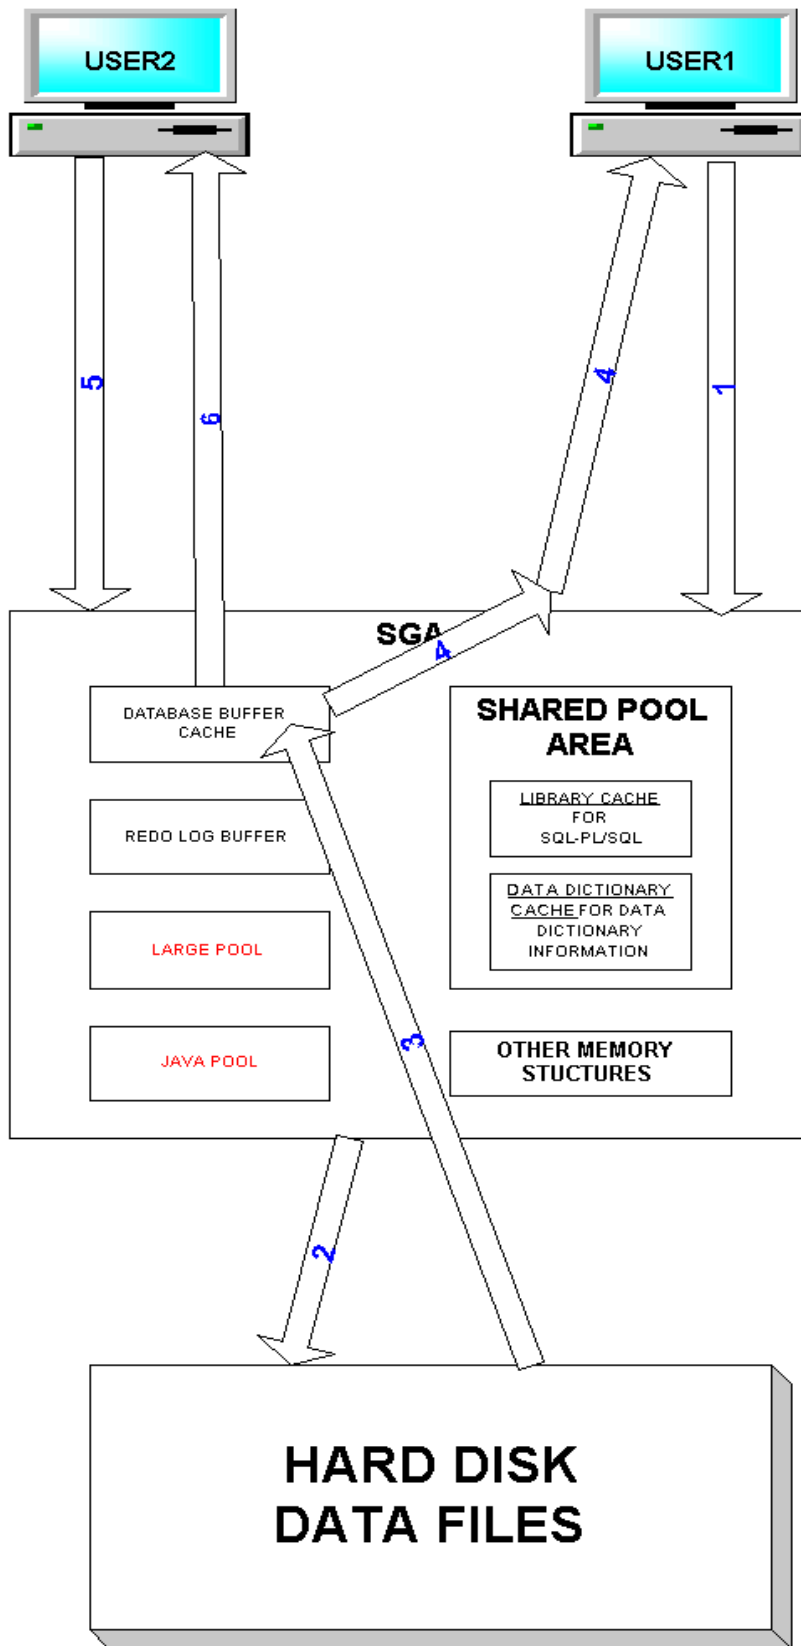 USER2
USER1
5
6
4
1
SGA
4
DATABASE BUFFER
CACHE
REDO LOG BUFFER
LARGE POOL
JAVA POOL
SHARED POOL
AREA
LIBRARY CACHE
FOR
SQL-PL/SQL
DATA DICTIONARY
CACHE FOR DATA
DICTIONARY
INFORMATION
OTHER MEMORY
STUCTURES
3
2
HARD DISK
DATA FILES